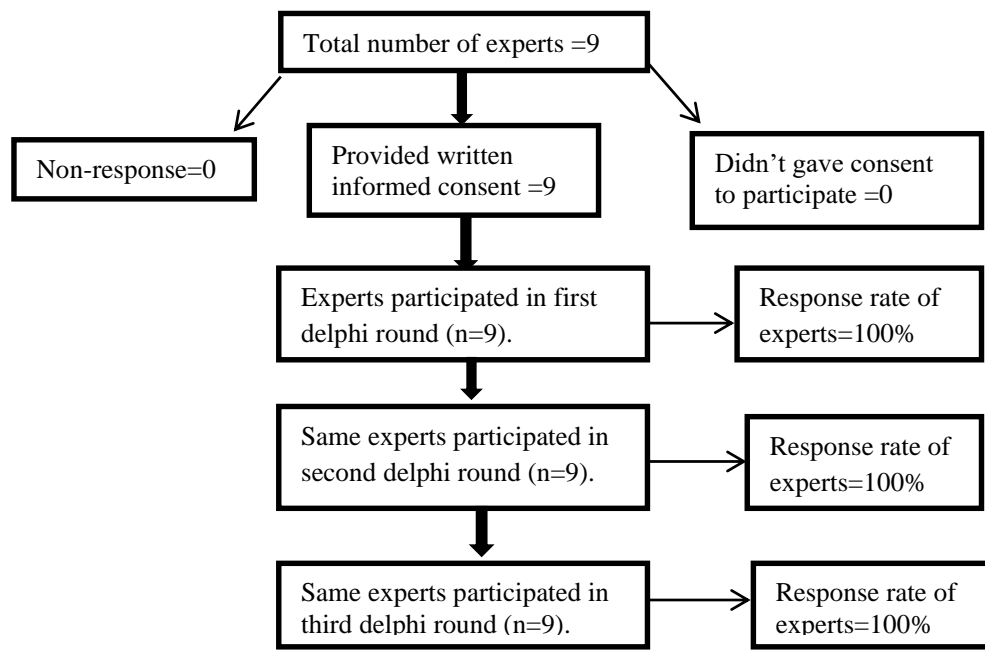 Total number of experts =9
Non-response=0
Provided written
informed consent =9
Didn’t gave consent
to participate =0
Experts participated in first
delphi round (n=9).
Response rate of
experts=100%
Same experts participated in
second delphi round (n=9).
Response rate of
experts=100%
Same experts participated in
third delphi round (n=9).
Response rate of
experts=100%